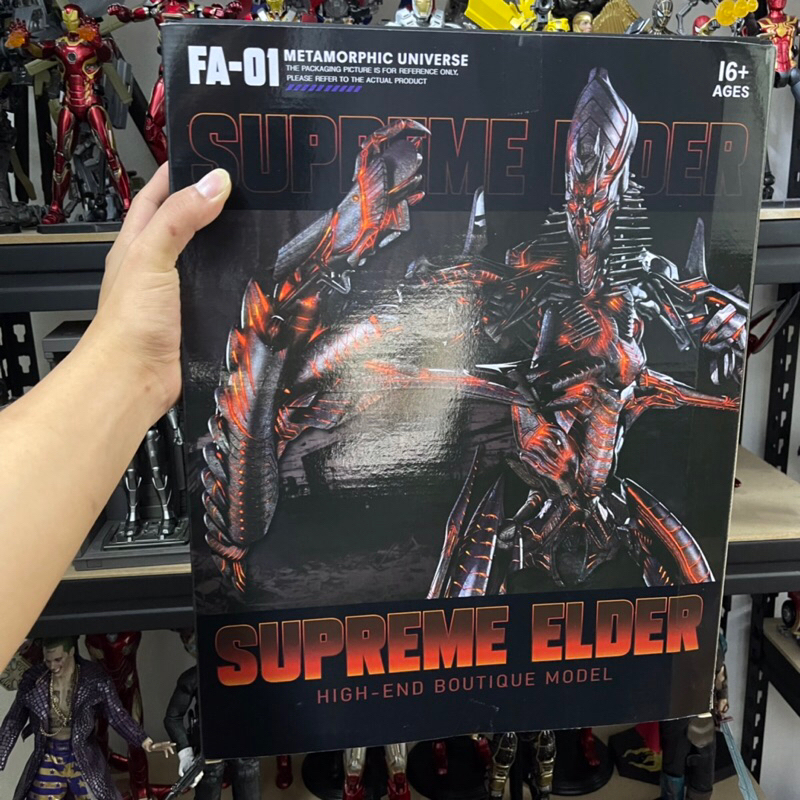 FA-01
METAMORPHIC UNIVERSE
THE PACKAGING PICTURE IS FOR REFERENCE ONLY,
PLEASE REFER TO THE ACTUAL PRODUCT
16+
AGES
SUPREME ELDER
SUPREME ELDER
HIGH-END BOUTIQUE MODEL